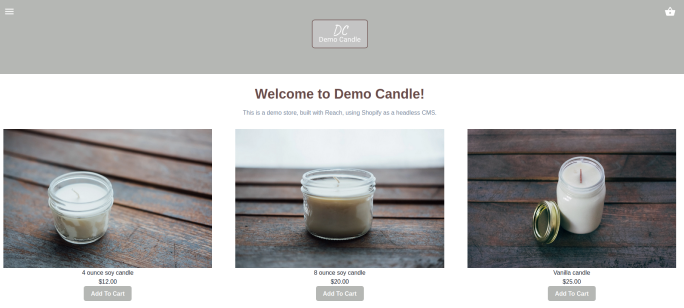 DC
Demo Candle
Welcome to Demo Candle!
This is a demo store, built with Reach, using Shopify as a headless CMS.
4 ounce soy candle
$12.00
Add To Cart
8 ounce soy candle
$20.00
Add To Cart
Vanilla candle
$25.00
Add To Cart